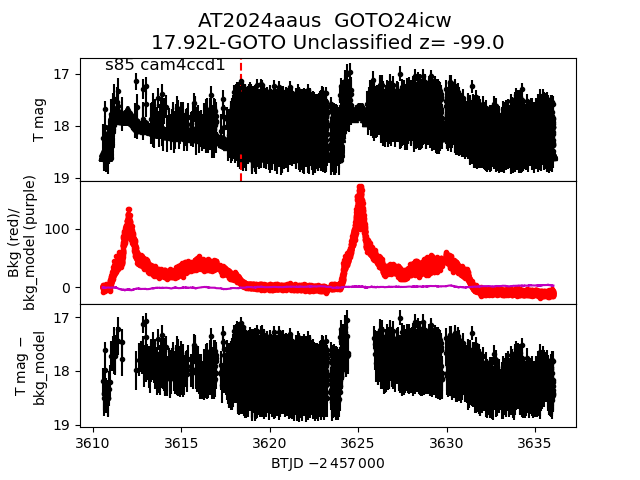 AT2024aaus  GOTO24icw
17.92L-GOTO Unclassified z= -99.0
s85 cam4ccd1
17
18
19
T mag
100
0
Bkg (red)/
bkg_model (purple)
17
18
19
T mag −
bkg_model
3610
3615
3620
3625
3630
3635
BTJD −2 457 000